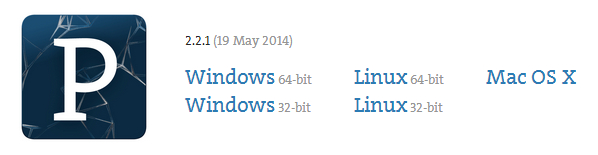 P
2.2.1 (19 May 2014)
Windows 64-bit Linux 64-bit Mac OS X
Windows 32-bit Linux 32-bit